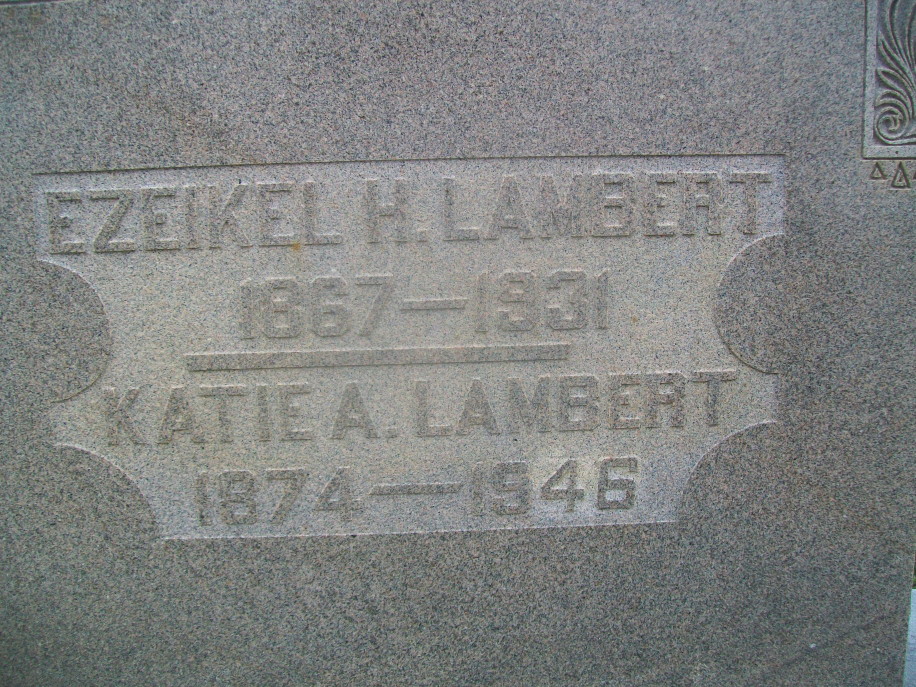 EZEIKEL H. LAMBERT
1867—1931
KATIE A. LAMBERT
1874—1946